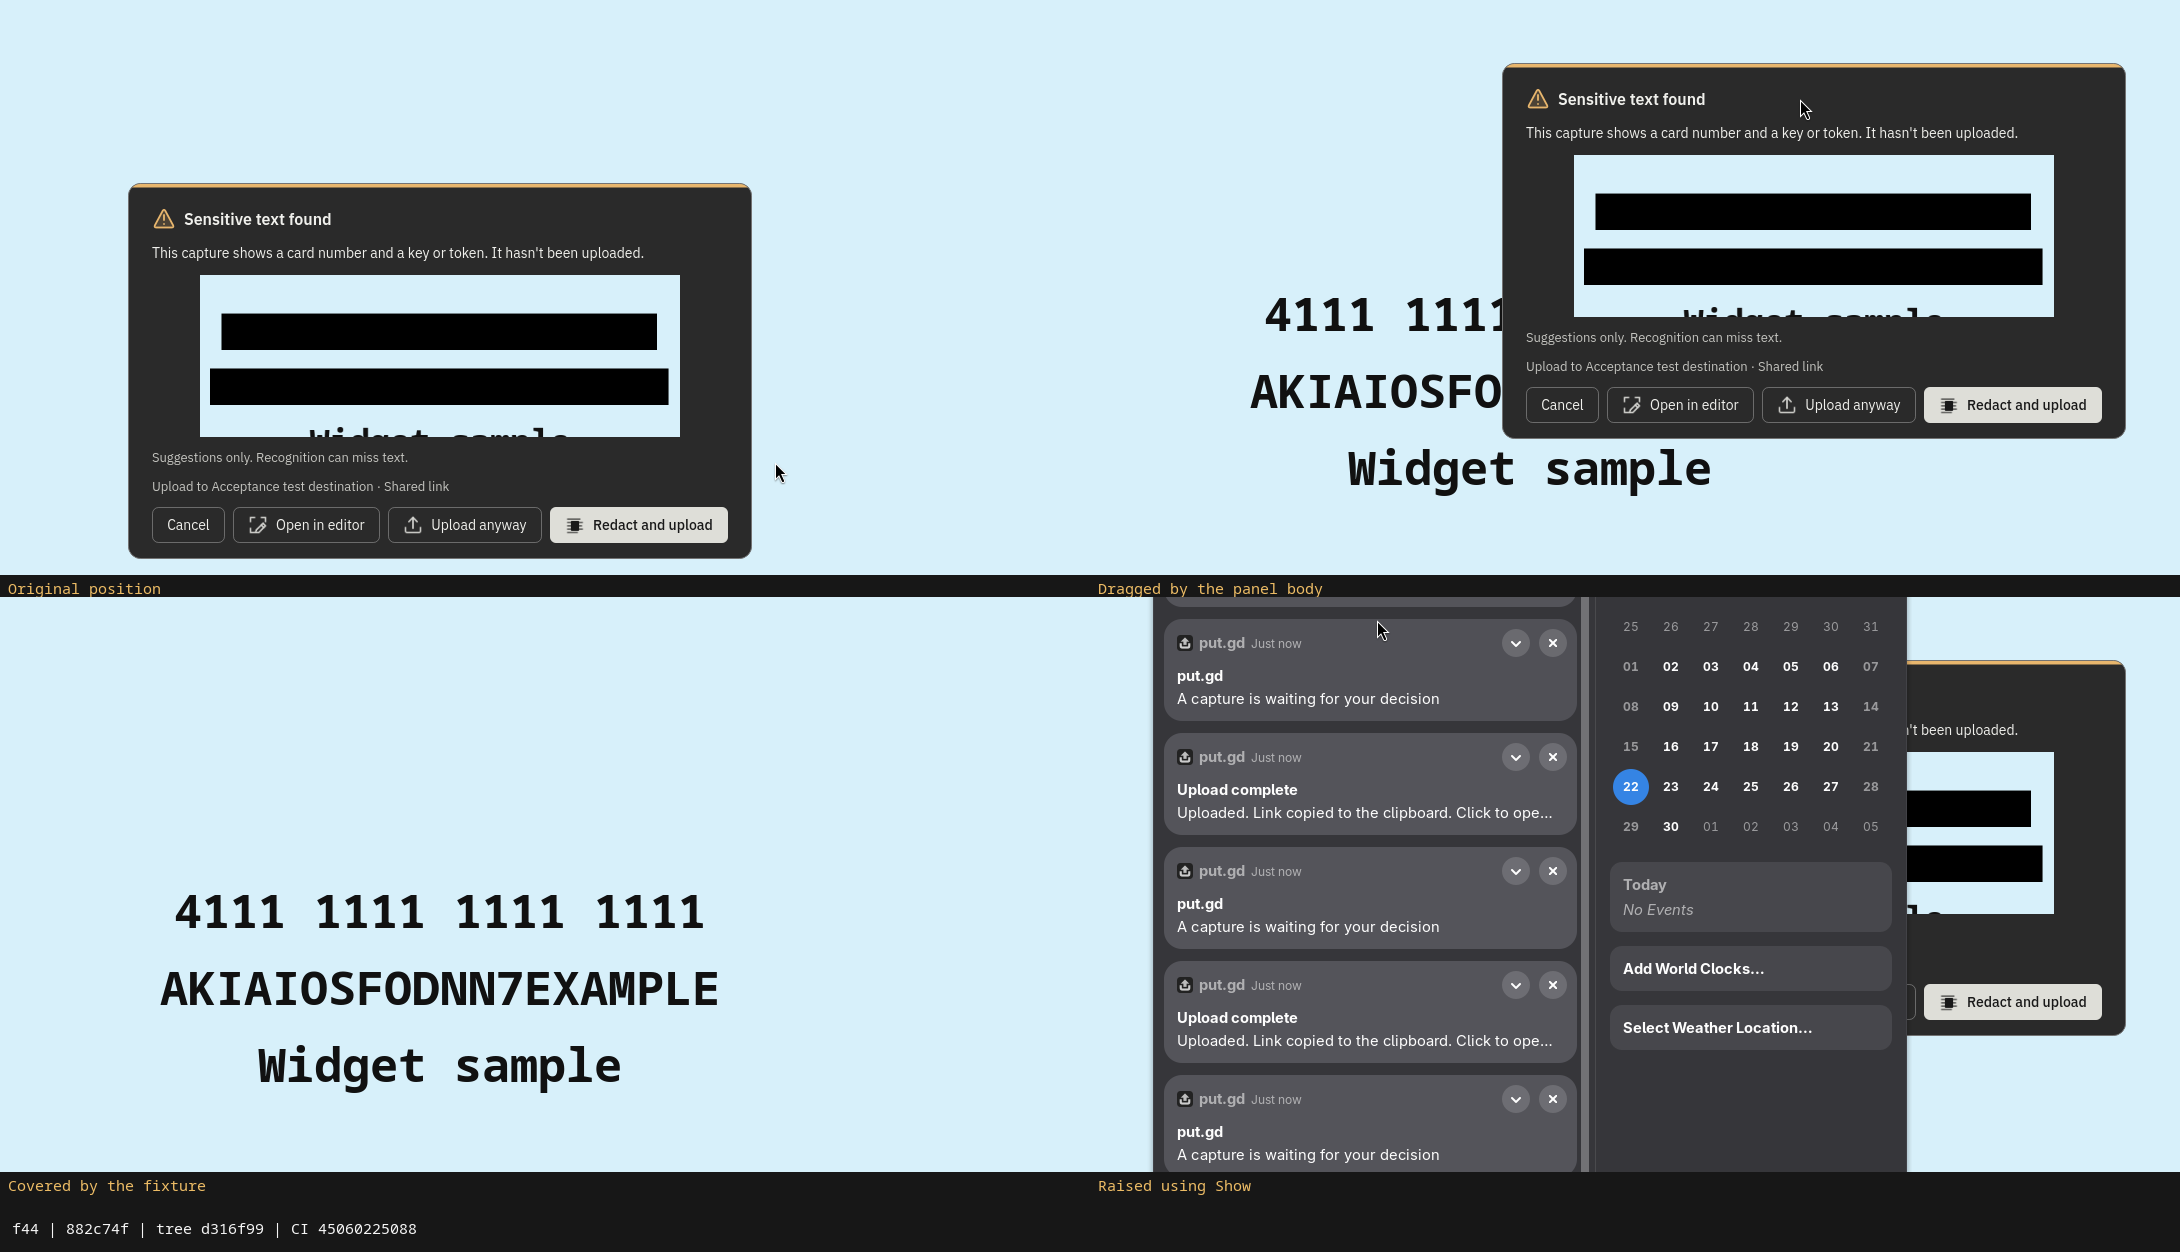 Sensitive text found
This capture shows a card number and a key or token. It hasn't been uploaded.
Widget sample
Suggestions only. Recognition can miss text.
Upload to Acceptance test destination · Shared link
Cancel
Open in editor
Upload anyway
Redact and upload
Original position
Sensitive text found
This capture shows a card number and a key or token. It hasn't been uploaded.
Widget sample
4111 1111
Suggestions only. Recognition can miss text.
Upload to Acceptance test destination · Shared link
AKIAIOSFO
Cancel
Open in editor
Upload anyway
Redact and upload
Widget sample
Dragged by the panel body
4111 1111 1111 1111
AKIAIOSFODNN7EXAMPLE
Widget sample
Covered by the fixture
put.gd Just now
put.gd
A capture is waiting for your decision
put.gd Just now
Upload complete
Uploaded. Link copied to the clipboard. Click to ope…
put.gd Just now
put.gd
A capture is waiting for your decision
put.gd Just now
Upload complete
Uploaded. Link copied to the clipboard. Click to ope…
put.gd Just now
put.gd
A capture is waiting for your decision
25 26 27 28 29 30 31
01 02 03 04 05 06 07
08 09 10 11 12 13 14
15 16 17 18 19 20 21
22 23 24 25 26 27 28
29 30 01 02 03 04 05
Today
No Events
Add World Clocks…
Select Weather Location…
't been uploaded.
Redact and upload
Raised using Show
f44 | 882c74f | tree d316f99 | CI 45060225088